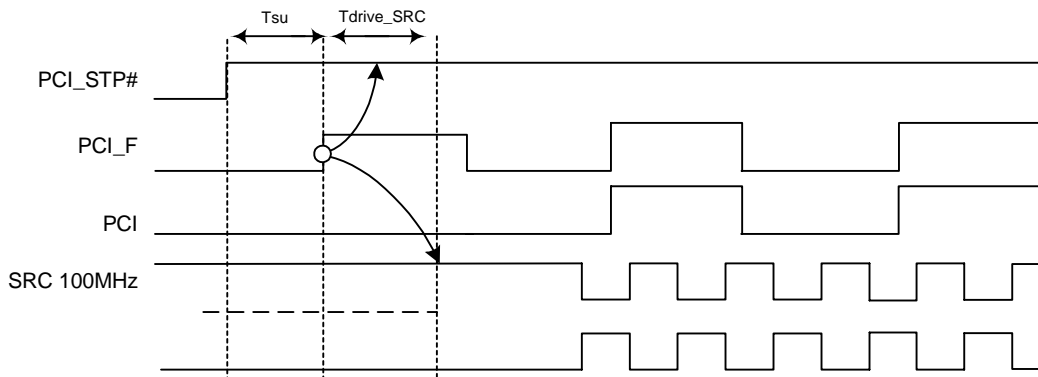 Tsu
Tdrive_SRC
PCI_STP#
PCI_F
PCI
SRC 100MHz